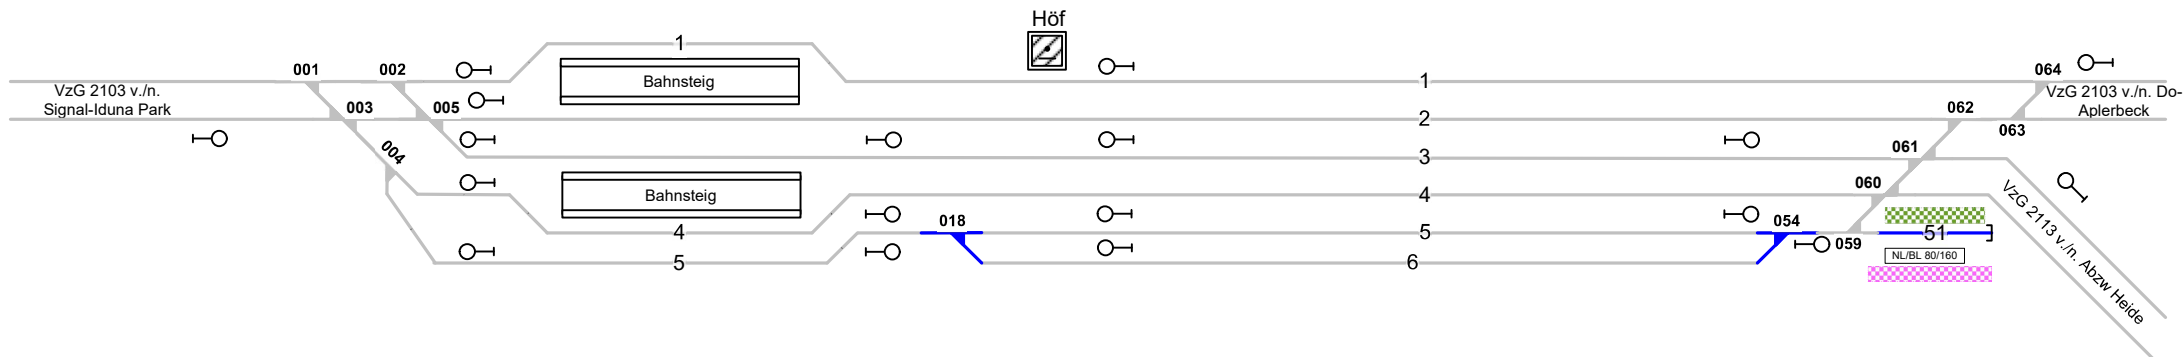 Höf
001
002
1
Bahnsteig
1
064
VzG 2103 v./n.
Signal-Iduna Park
VzG 2103 v./n. Do-
Aplerbeck
003
005
2
062
063
004
3
061
Bahnsteig
4
060
VzG 2113 v./n. Abzw Heide
4
018
5
054
059
51
NL/BL 80/160
5
6